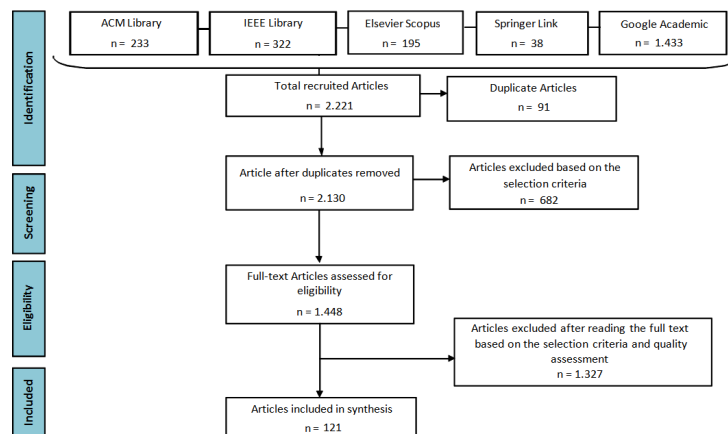 ACM Library
n = 233
IEEE Library
n = 322
Elsevier Scopus
n = 195
Springer Link
n = 38
Google Academic
n = 1.433
Identification
Total recruited Articles
n = 2.221
Duplicate Articles
n = 91
Screening
Article after duplicates removed
n = 2.130
Articles excluded based on the
selection criteria
n = 682
Eligibility
Full-text Articles assessed for
eligibility
n = 1.448
Articles excluded after reading the full text
based on the selection criteria and quality
assessment
n = 1.327
Included
Articles included in synthesis
n = 121